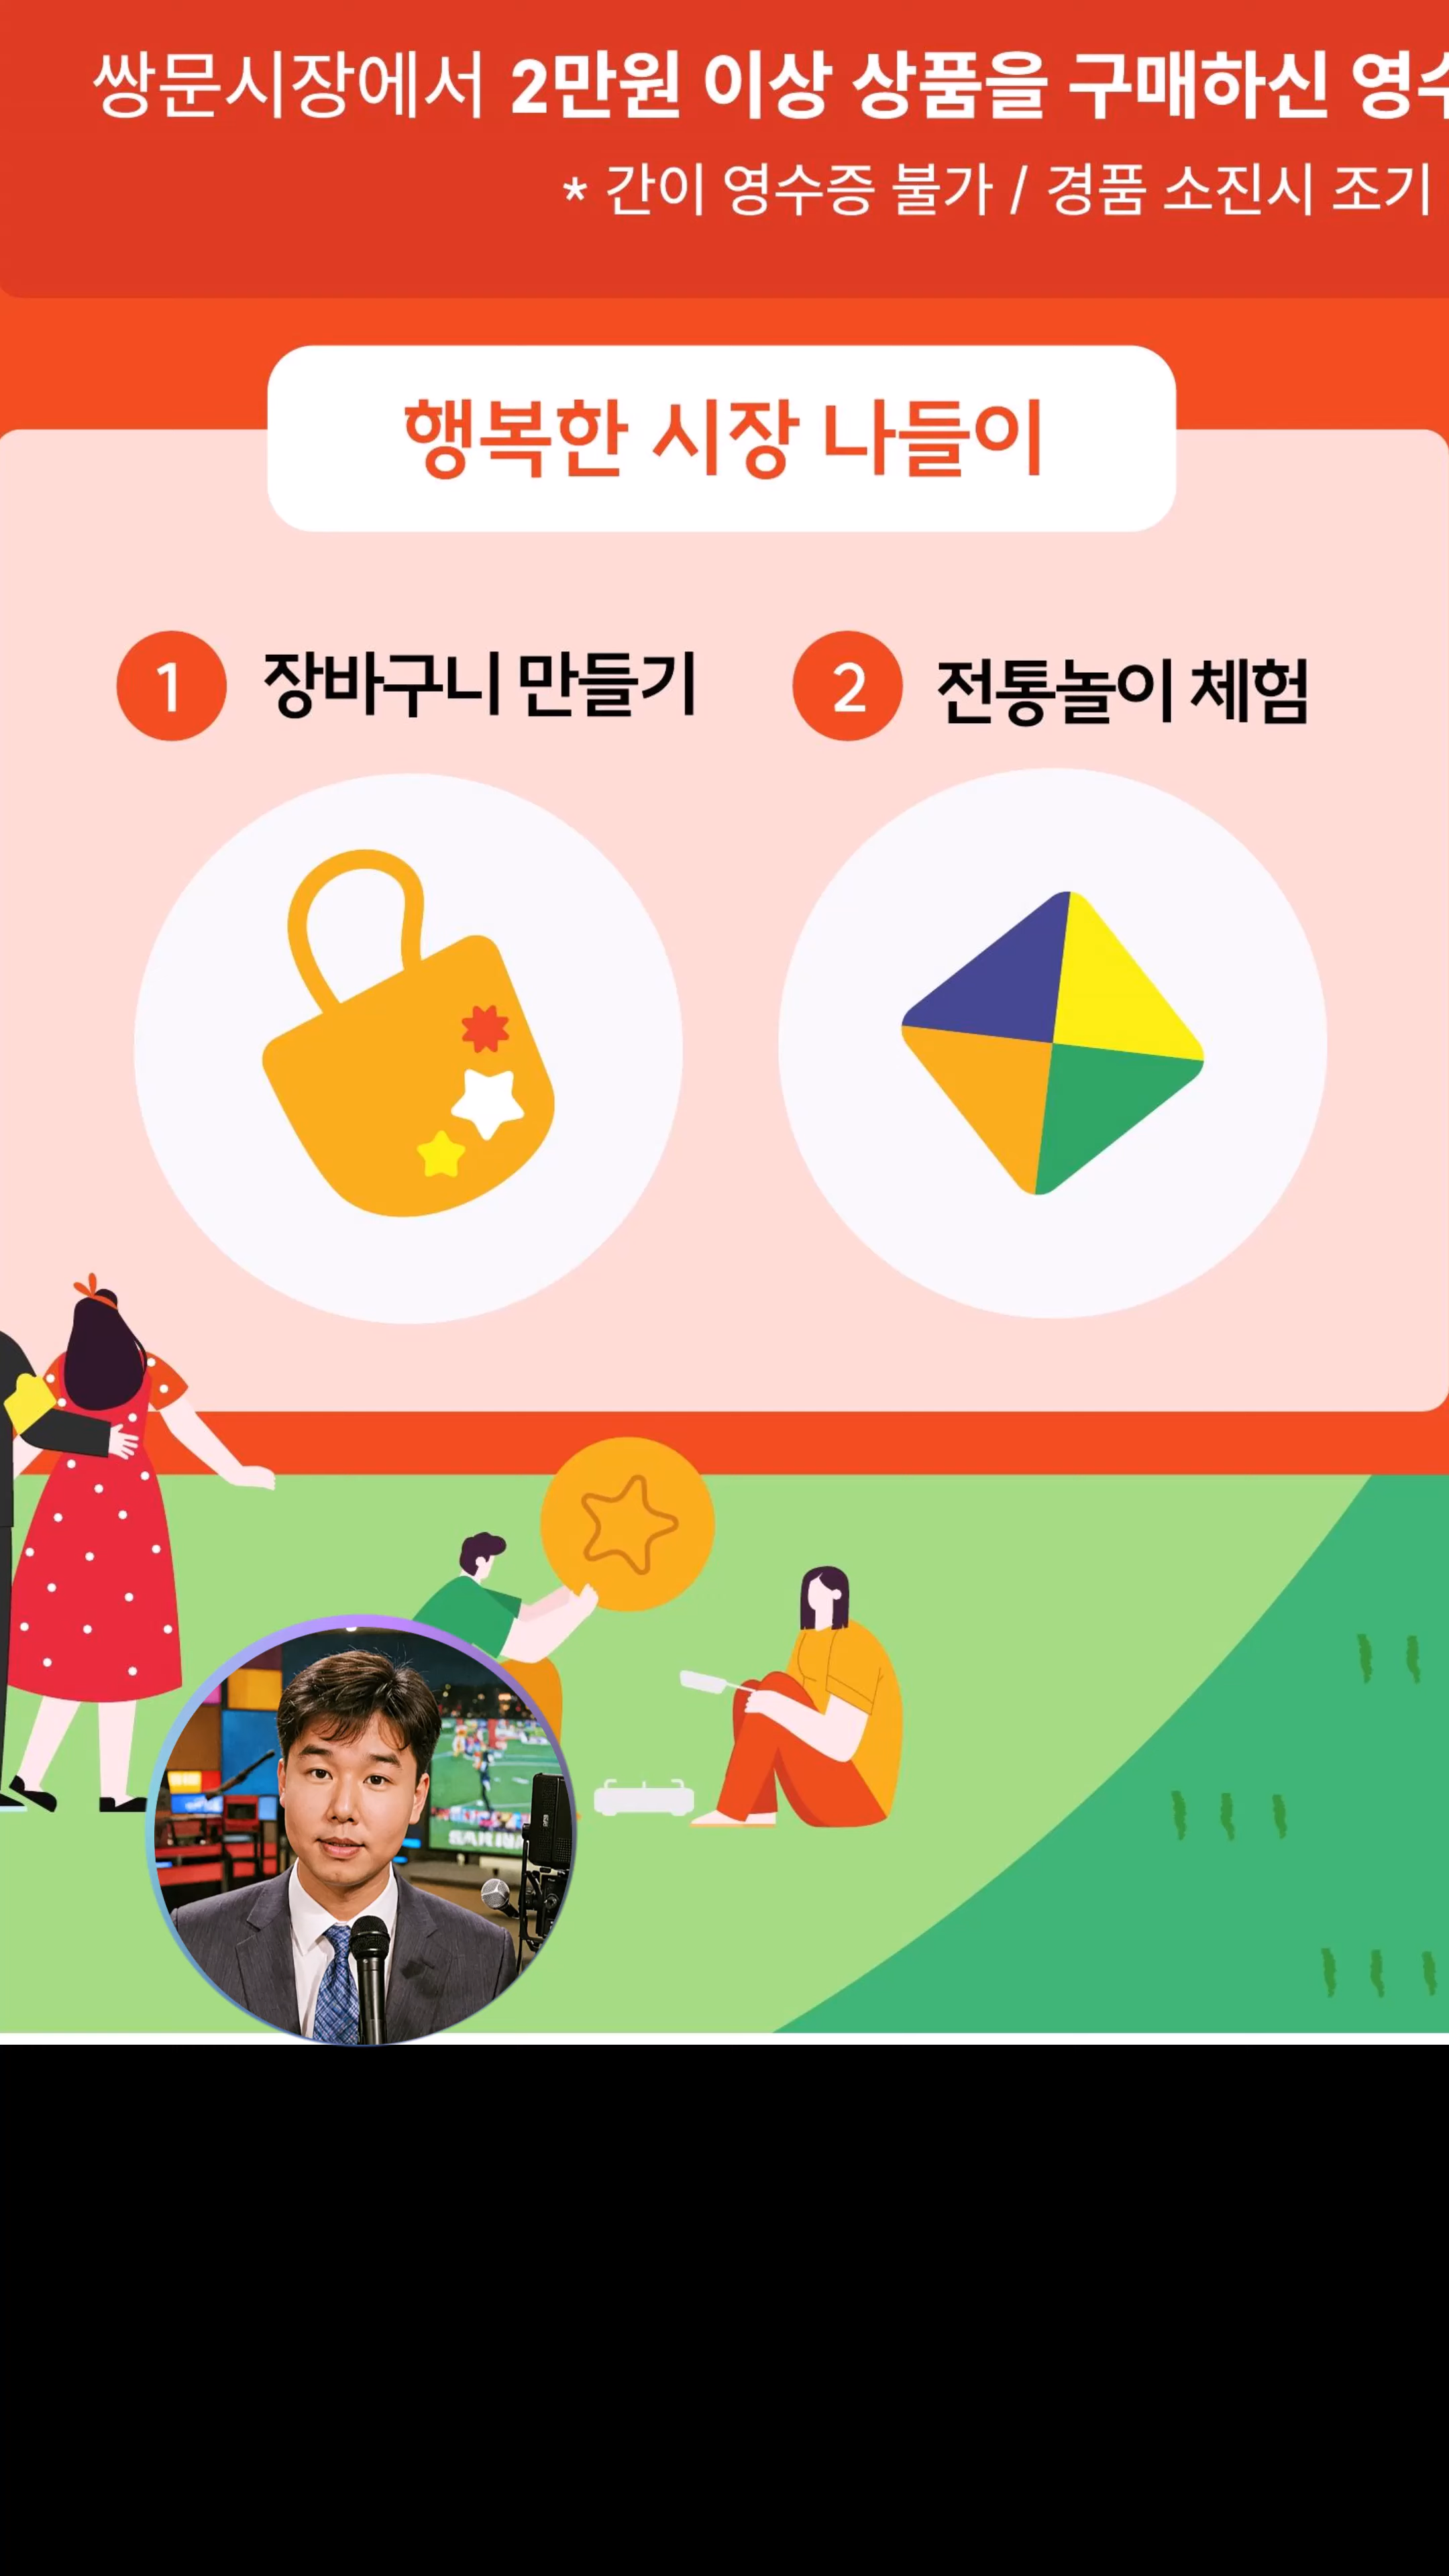 쌍문시장에서 2만원 이상 상품을 구매하신 영수
* 간이 영수증 불가 / 경품 소진시 조기
행복한 시장 나들이
1 장바구니 만들기
2 전통놀이 체험